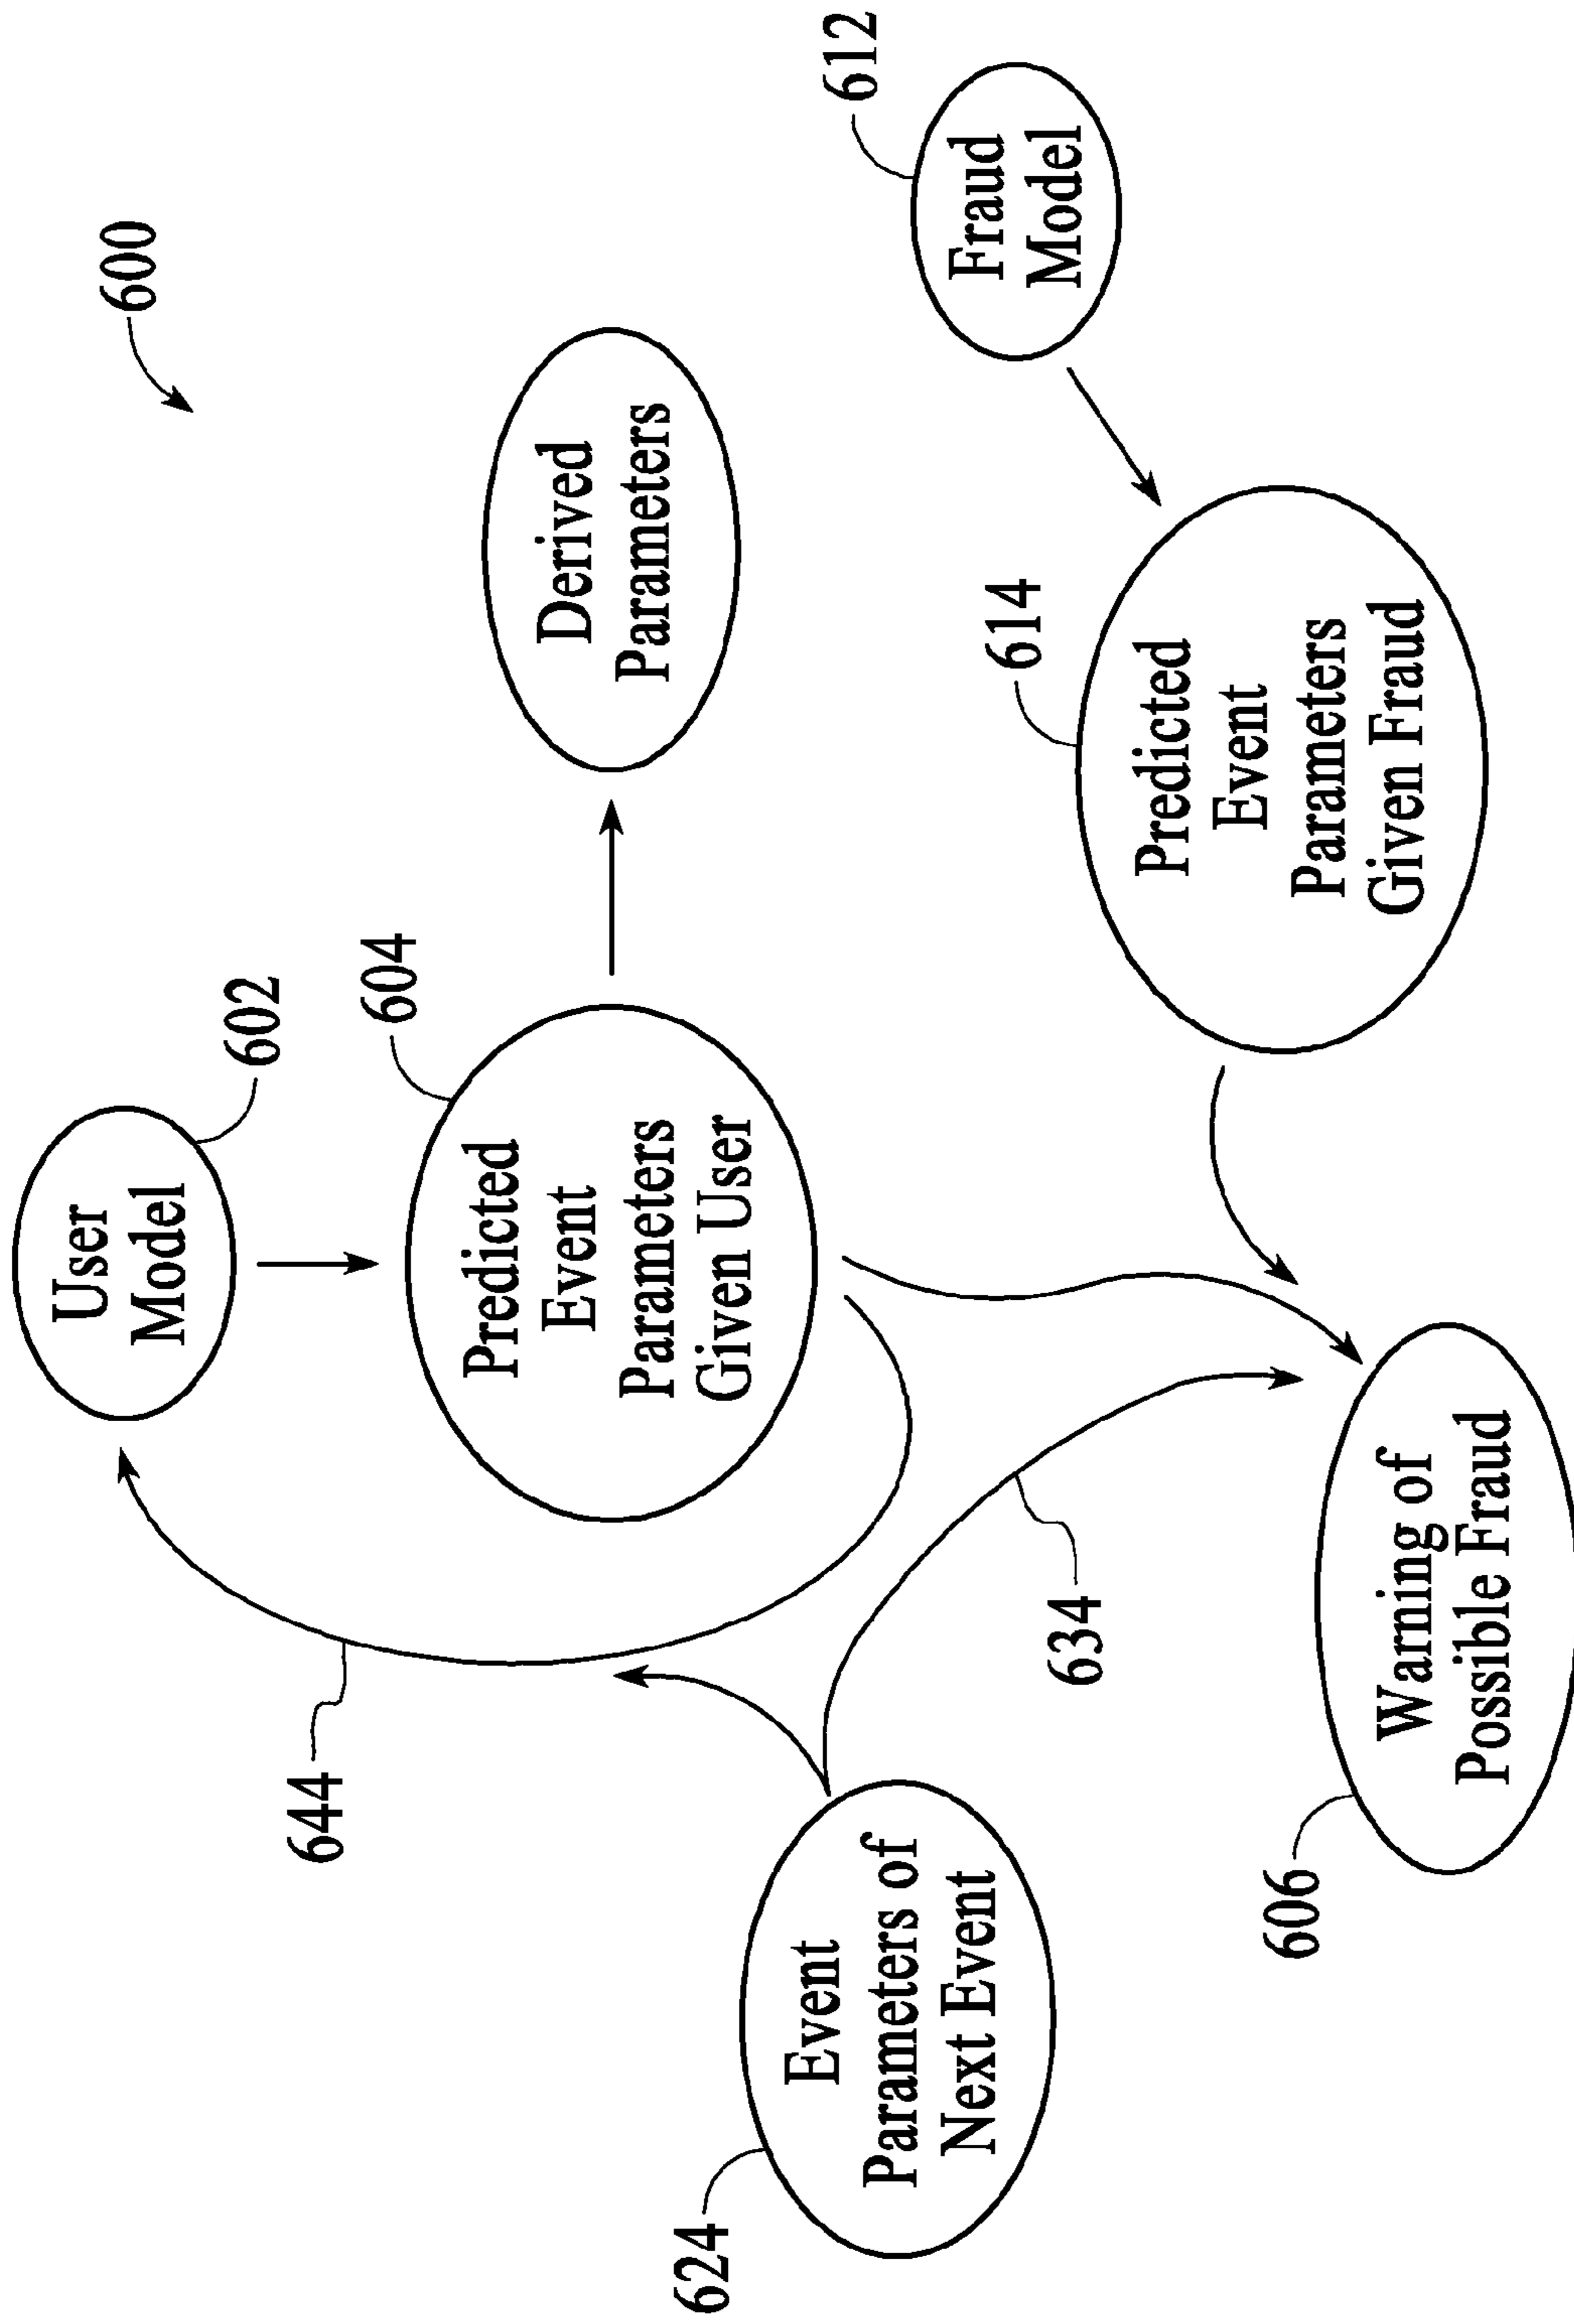 600
User
Model
602
604
Predicted
Event
Parameters
Given User
Derived
Parameters
612
Fraud
Model
614
Predicted
Event
Parameters
Given Fraud
644
634
624
Event
Parameters of
Next Event
606
Warning of
Possible Fraud